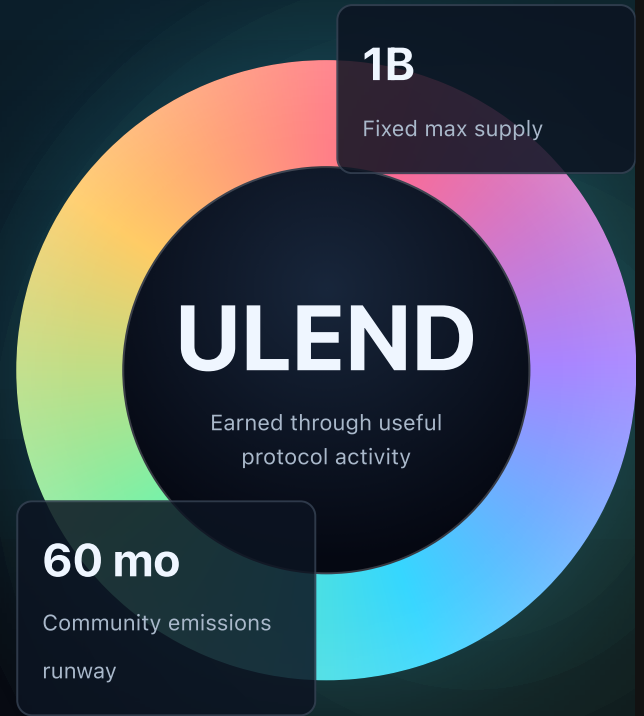 1B
Fixed max supply
ULEND
Earned through useful
protocol activity
60 mo
Community emissions
runway